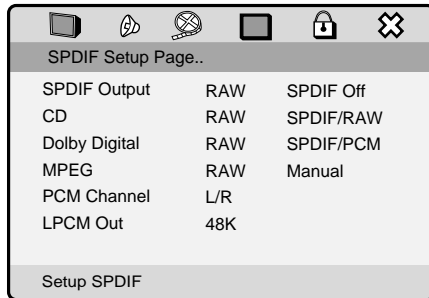 SPDIF Setup Page..
SPDIF Output RAW SPDIF Off
CD RAW SPDIF/RAW
Dolby Digital RAW SPDIF/PCM
MPEG RAW Manual
PCM Channel L/R
LPCM Out 48K
Setup SPDIF